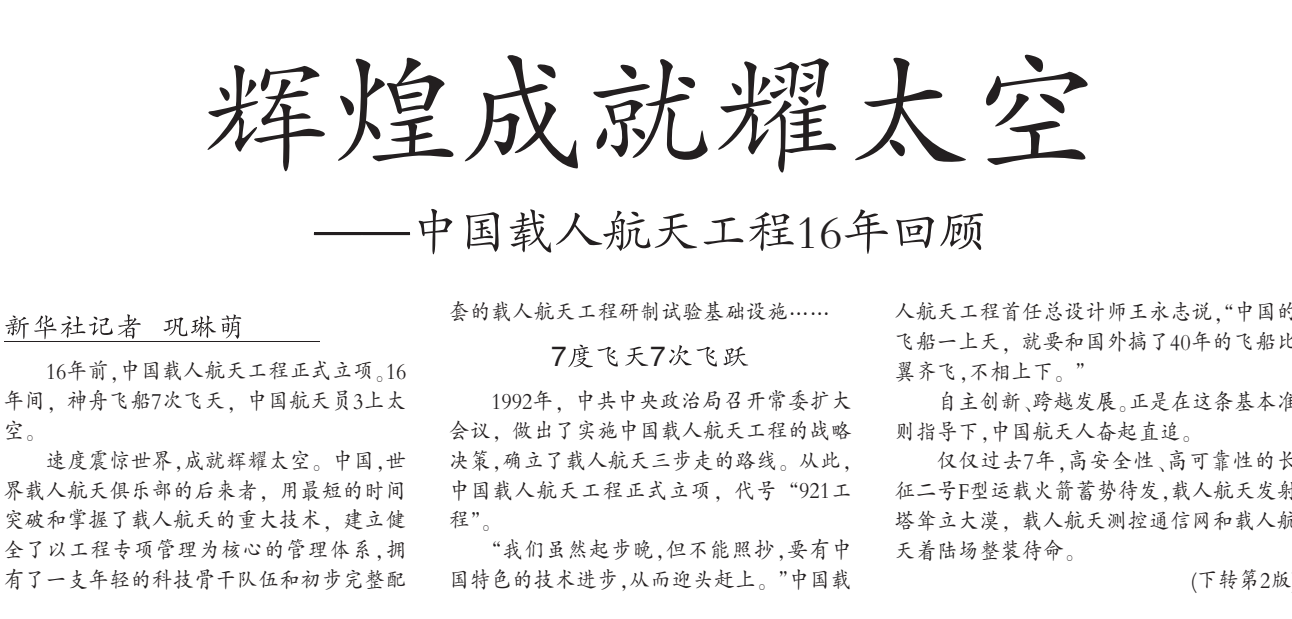 辉煌成就耀太空
——中国载人航天工程16年回顾
新华社记者 巩琳萌
16年前,中国载人航天工程正式立项。16
年间，神舟飞船7次飞天，中国航天员3上太
空。
速度震惊世界,成就辉耀太空。中国,世
界载人航天俱乐部的后来者，用最短的时间
突破和掌握了载人航天的重大技术，建立健
全了以工程专项管理为核心的管理体系,拥
有了一支年轻的科技骨干队伍和初步完整配
套的载人航天工程研制试验基础设施……
7度飞天7次飞跃
1992年，中共中央政治局召开常委扩大
会议，做出了实施中国载人航天工程的战略
决策,确立了载人航天三步走的路线。从此，
中国载人航天工程正式立项，代号“921工
程”。
“我们虽然起步晚,但不能照抄,要有中
国特色的技术进步,从而迎头赶上。”中国载
人航天工程首任总设计师王永志说,“中国的
飞船一上天，就要和国外搞了40年的飞船比
翼齐飞,不相上下。”
自主创新、跨越发展。正是在这条基本准
则指导下,中国航天人奋起直追。
仅仅过去7年,高安全性、高可靠性的长
征二号F型运载火箭蓄势待发,载人航天发射
塔耸立大漠，载人航天测控通信网和载人航
天着陆场整装待命。
(下转第2版